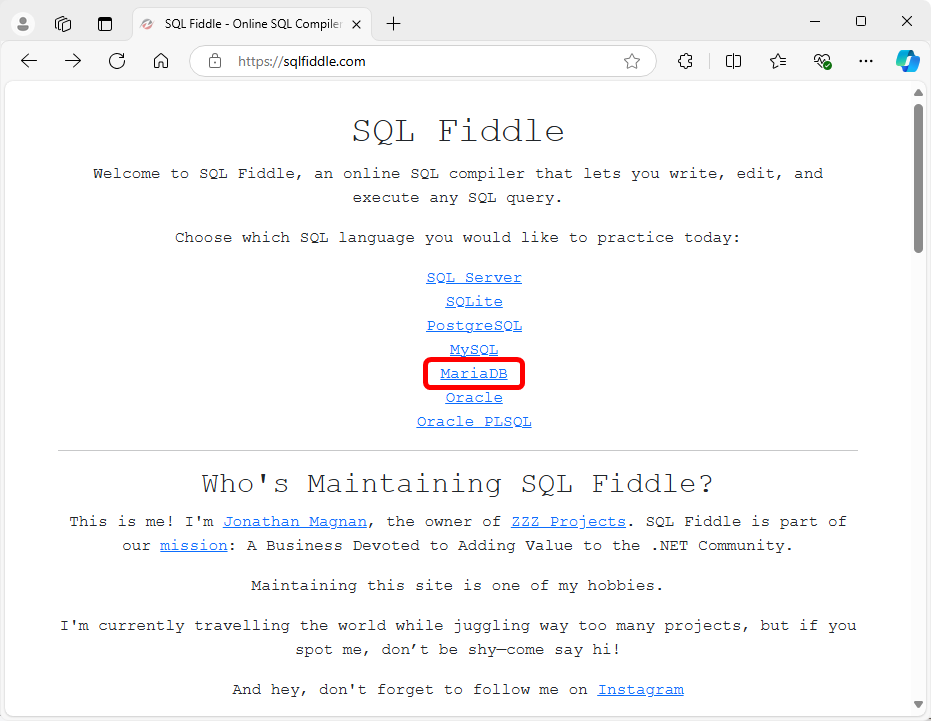 SQL Fiddle - Online SQL Compiler
https://sqlfiddle.com
SQL Fiddle
Welcome to SQL Fiddle, an online SQL compiler that lets you write, edit, and
execute any SQL query.
Choose which SQL language you would like to practice today:
SQL Server
SQLite
PostgreSQL
MySQL
MariaDB
Oracle
Oracle PLSQL
Who's Maintaining SQL Fiddle?
This is me! I'm Jonathan Magnan, the owner of ZZZ Projects. SQL Fiddle is part of
our mission: A Business Devoted to Adding Value to the .NET Community.
Maintaining this site is one of my hobbies.
I'm currently travelling the world while juggling way too many projects, but if you
spot me, don’t be shy—come say hi!
And hey, don't forget to follow me on Instagram